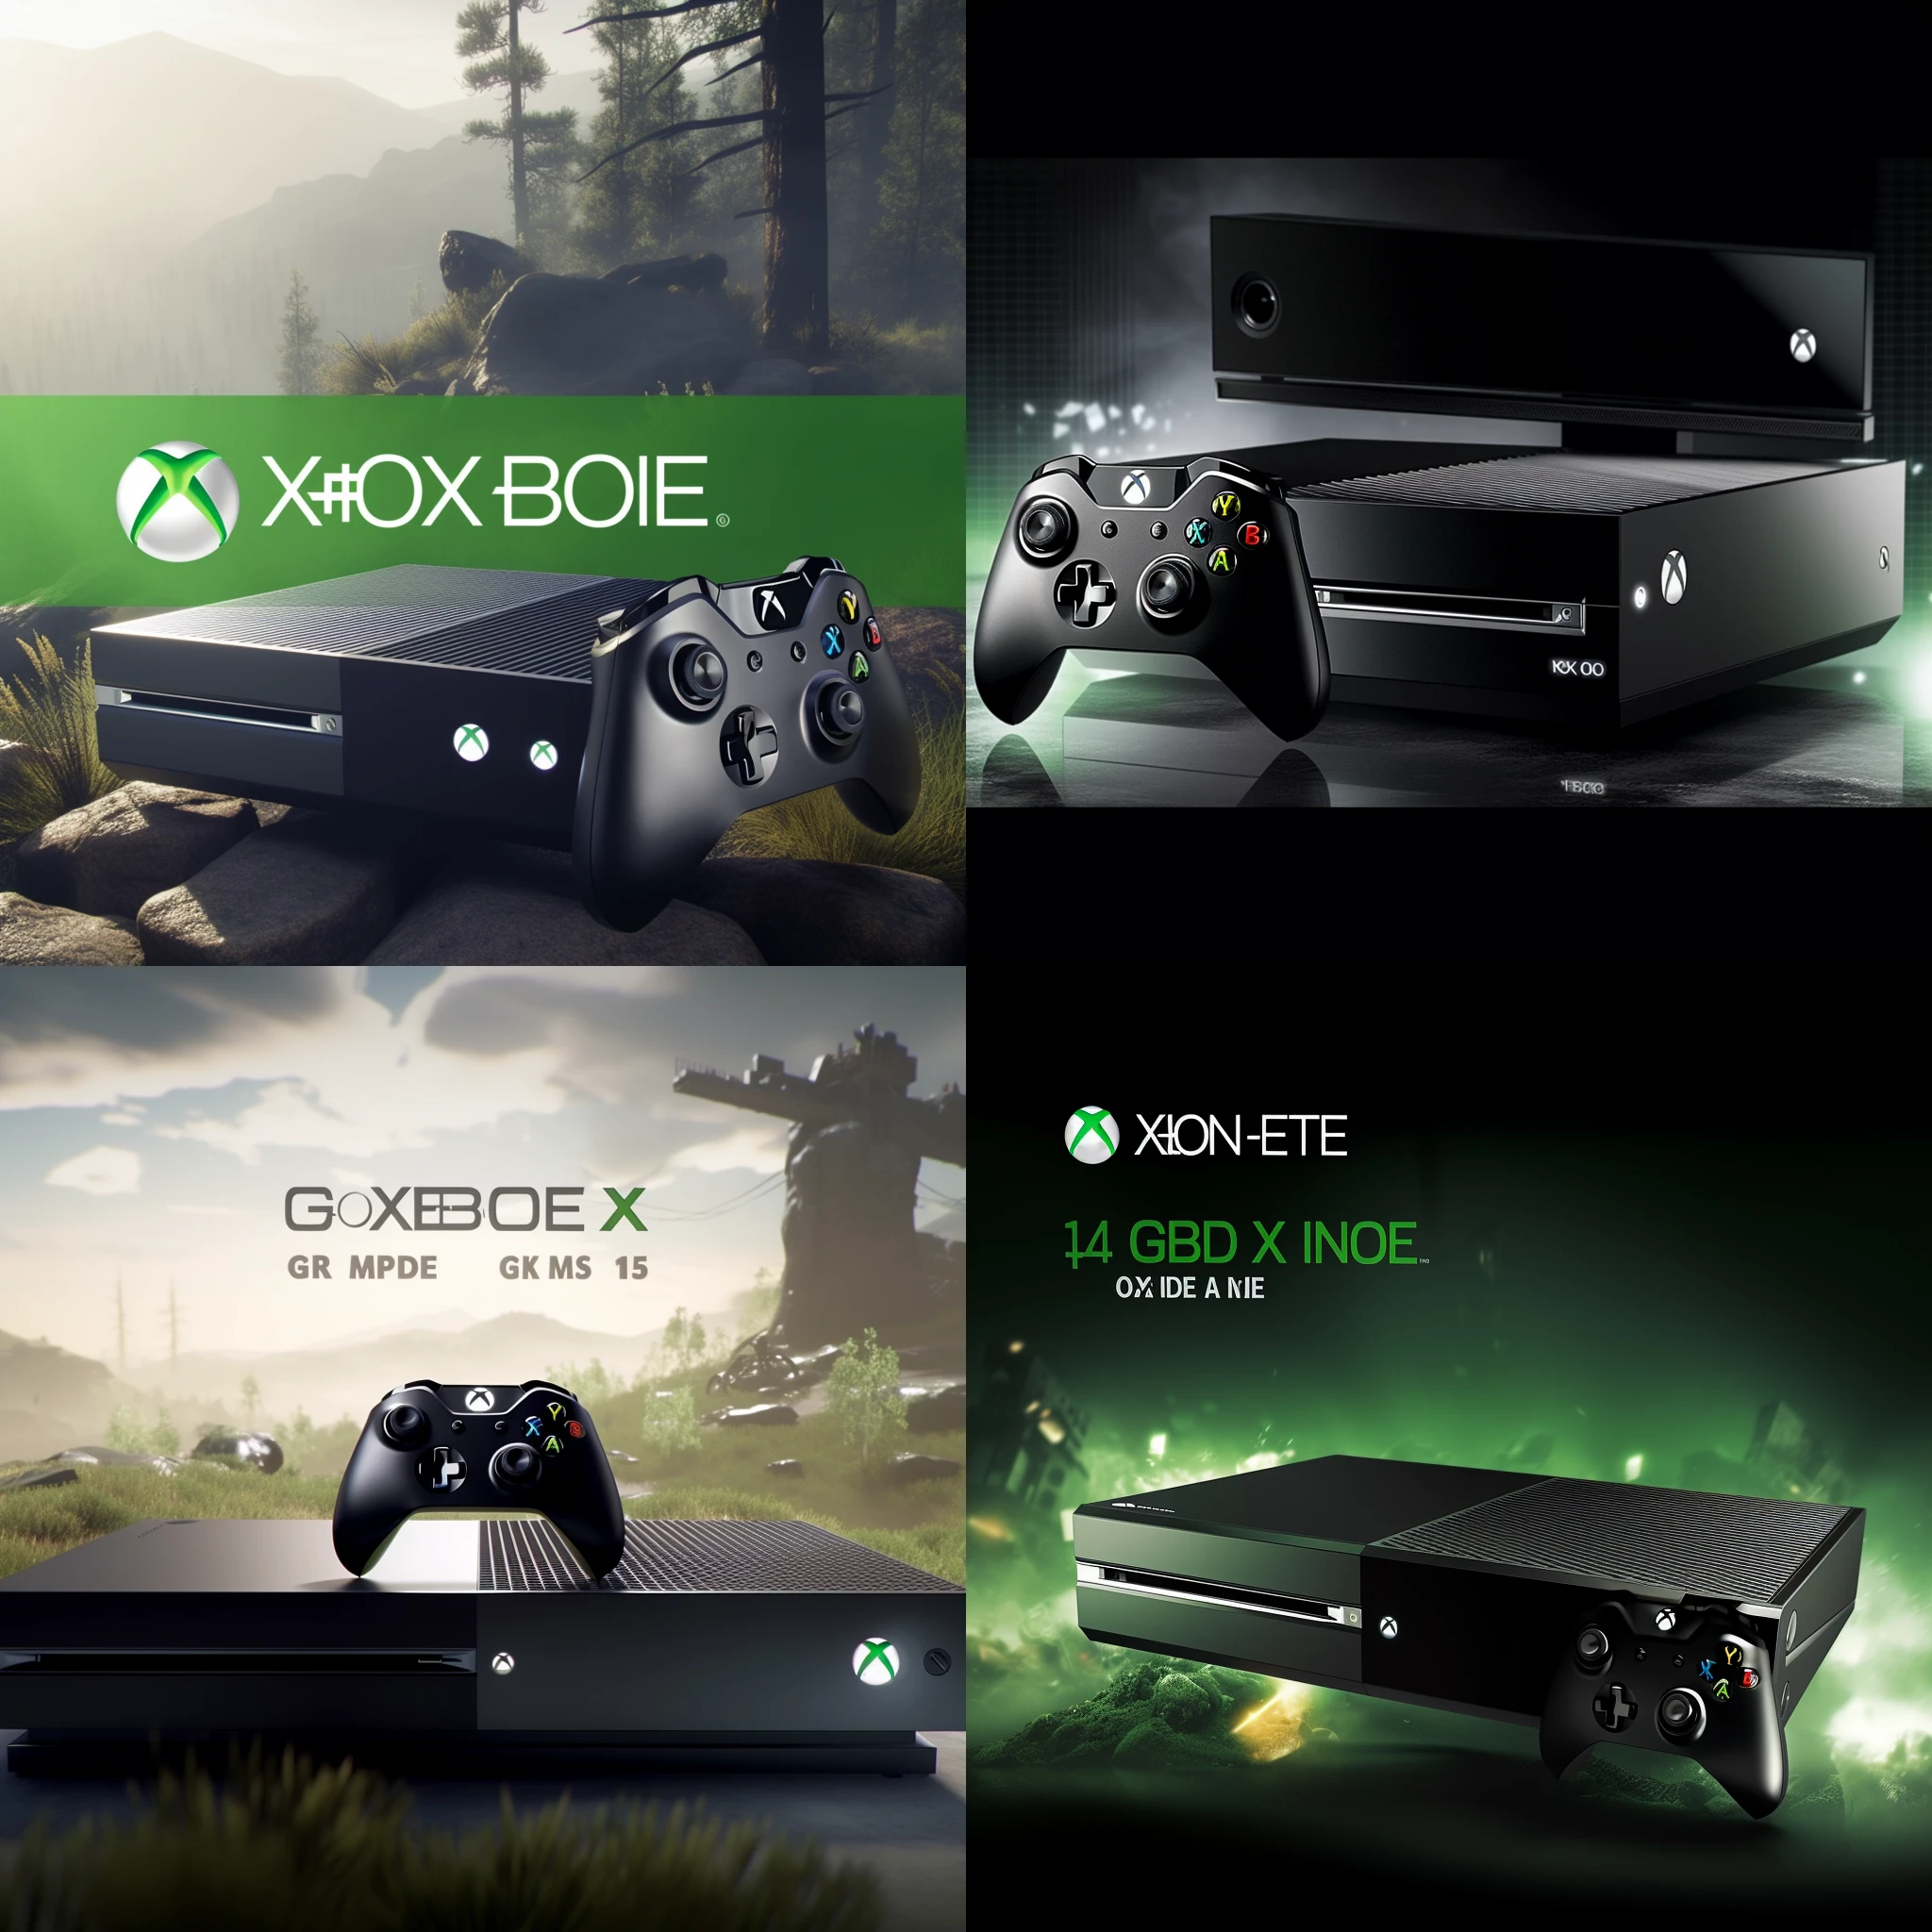 X#OX BOIE
Y
X B
A
Y
X B
A
KX OO
GOXEBOE X
GR MPDE GK MS 15
Y
X
A
XION-ETE
14 GBD X INOE
OX IDE A NIE
Y
X B
A